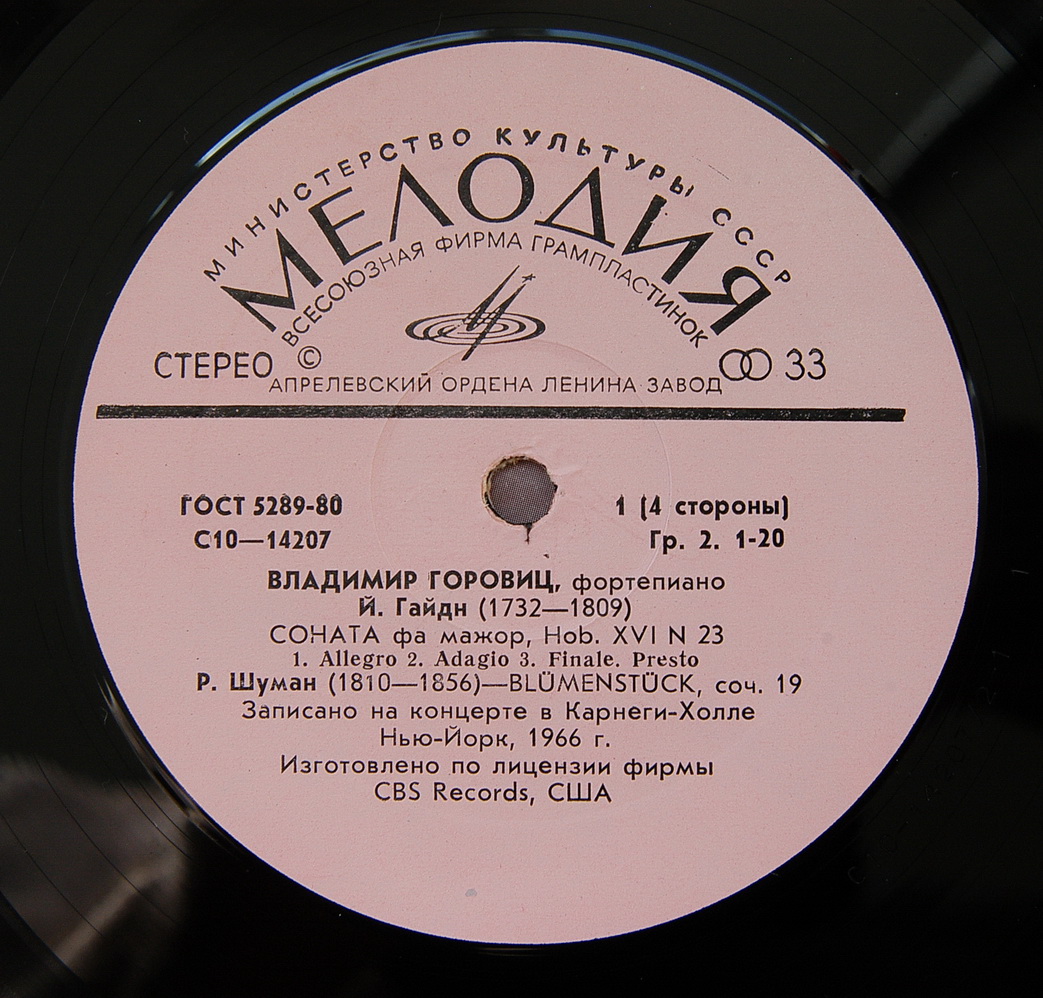 МИНИСТЕРСТВО КУЛЬТУРЫ СССР
МЕЛОДИЯ
ВСЕСОЮЗНАЯ ФИРМА ГРАМПЛАСТИНОК
СТЕРЕО © 33
АПРЕЛЕВСКИЙ ОРДЕНА ЛЕНИНА ЗАВОД
ГОСТ 5289-80 1 (4 стороны)
С10—14207 Гр. 2. 1-20
ВЛАДИМИР ГОРОВИЦ, фортепиано
Й. Гайдн (1732—1809)
СОНАТА фа мажор, Hob. XVI N 23
1. Allegro 2. Adagio 3. Finale. Presto
Р. Шуман (1810—1856)—BLÜMENSTÜCK, соч. 19
Записано на концерте в Карнеги-Холле
Нью-Йорк, 1966 г.
Изготовлено по лицензии фирмы
CBS Records, США